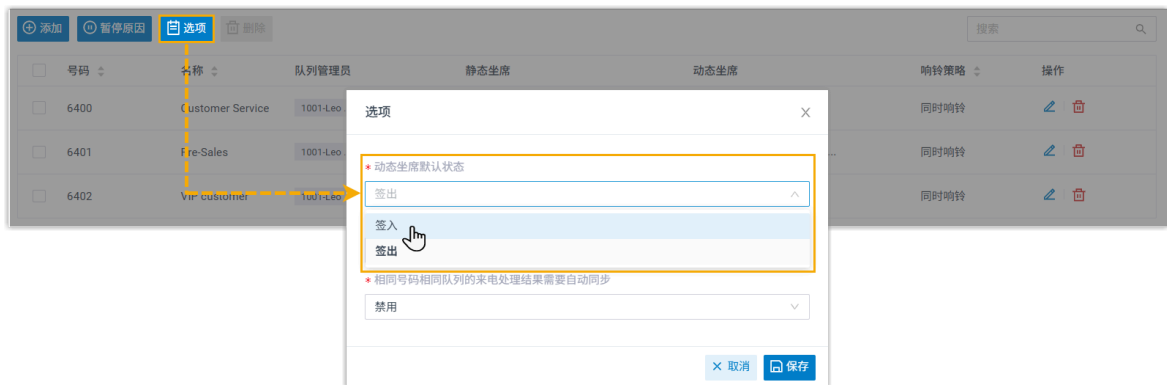 添加 暂停原因 选项 删除 搜索
号码 名称 队列管理员 静态坐席 动态坐席 响铃策略 操作
6400 Customer Service 1001-Leo 同时响铃
6401 Pre-Sales 1001-Leo ... 同时响铃
6402 VIP customer 1001-Leo 同时响铃
选项
* 动态坐席默认状态
签出
签入
签出
* 相同号码相同队列的来电处理结果需要自动同步
禁用
取消 保存